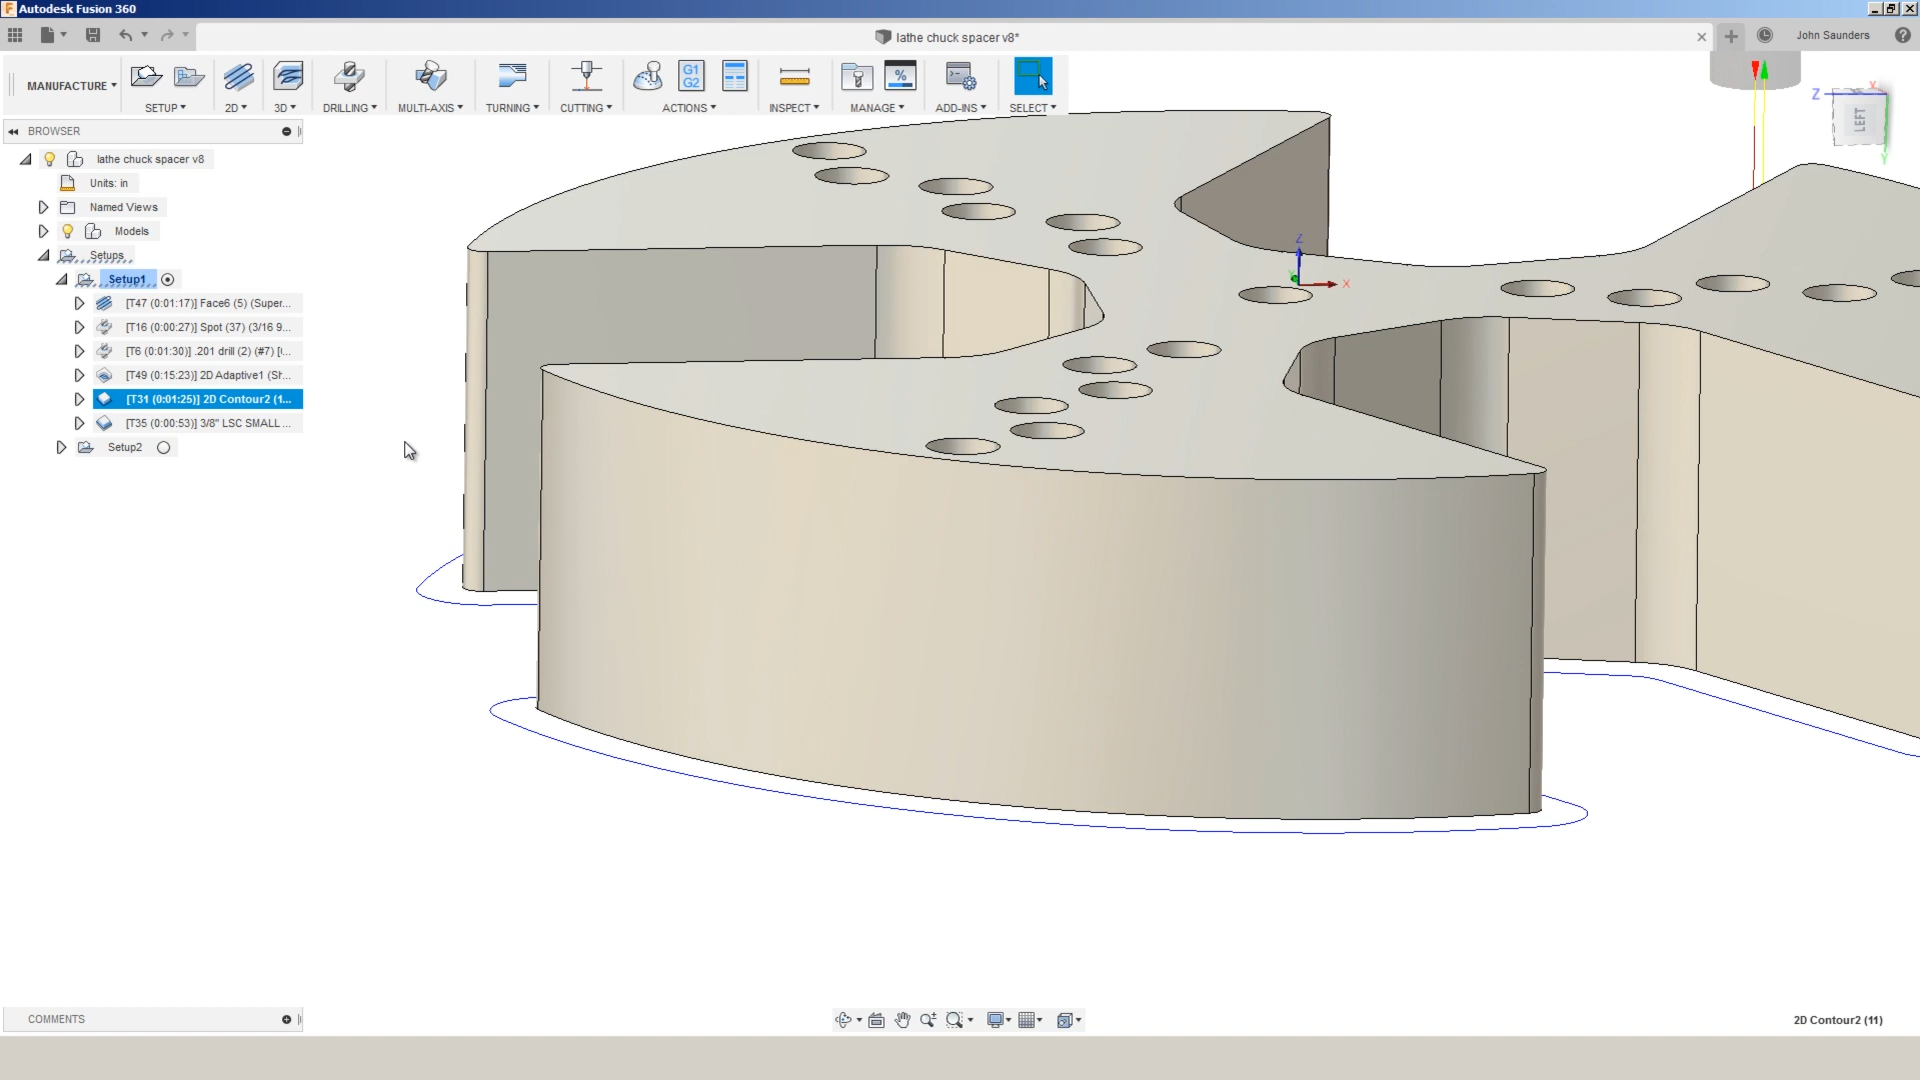 Autodesk Fusion 360
lathe chuck spacer v8*
John Saunders
MANUFACTURE
G1
G2
%
SETUP
2D
3D
DRILLING
MULTI-AXIS
TURNING
CUTTING
ACTIONS
INSPECT
MANAGE
ADD-INS
SELECT
BROWSER
lathe chuck spacer v8
Units: in
Named Views
Models
Setups
Setup1
[T47 (0:01:17)] Face6 (5) (Super...
[T16 (0:00:27)] Spot (37) (3/16 9...
[T6 (0:01:30)] .201 drill (2) (#7) [(...
[T49 (0:15:23)] 2D Adaptive1 (Sh...
[T31 (0:01:25)] 2D Contour2 (1...
[T35 (0:00:53)] 3/8" LSC SMALL ...
Setup2
Z
X
LEFT
Y
Z
X
COMMENTS
2D Contour2 (11)